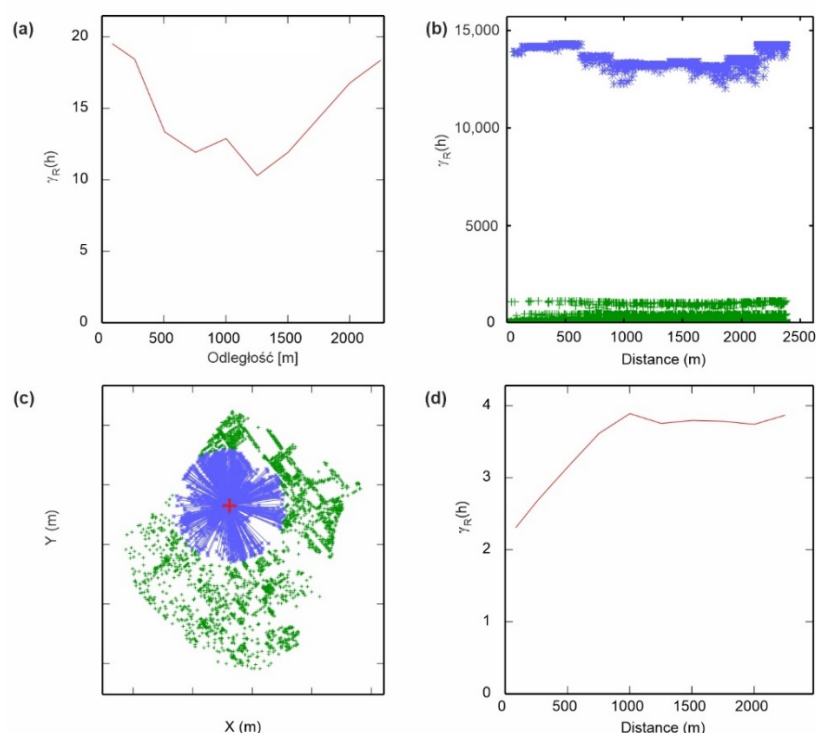 (a)
20
15
10
5
0
γR(h)
500
1000
1500
2000
Odległość [m]
(b)
15,000
10,000
5000
0
γR(h)
0
500
1000
1500
2000
2500
Distance (m)
(c)
Y (m)
X (m)
(d)
4
3
2
1
0
γR(h)
0
500
1000
1500
2000
Distance (m)